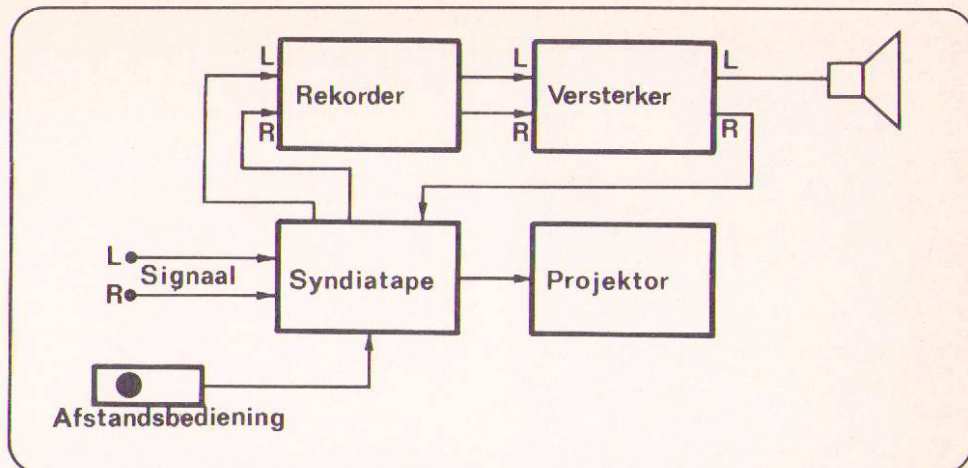 L
Rekorder
R
L
Versterker
R
L
R
L
Signaal
R
Syndiatape
Projektor
Afstandsbediening